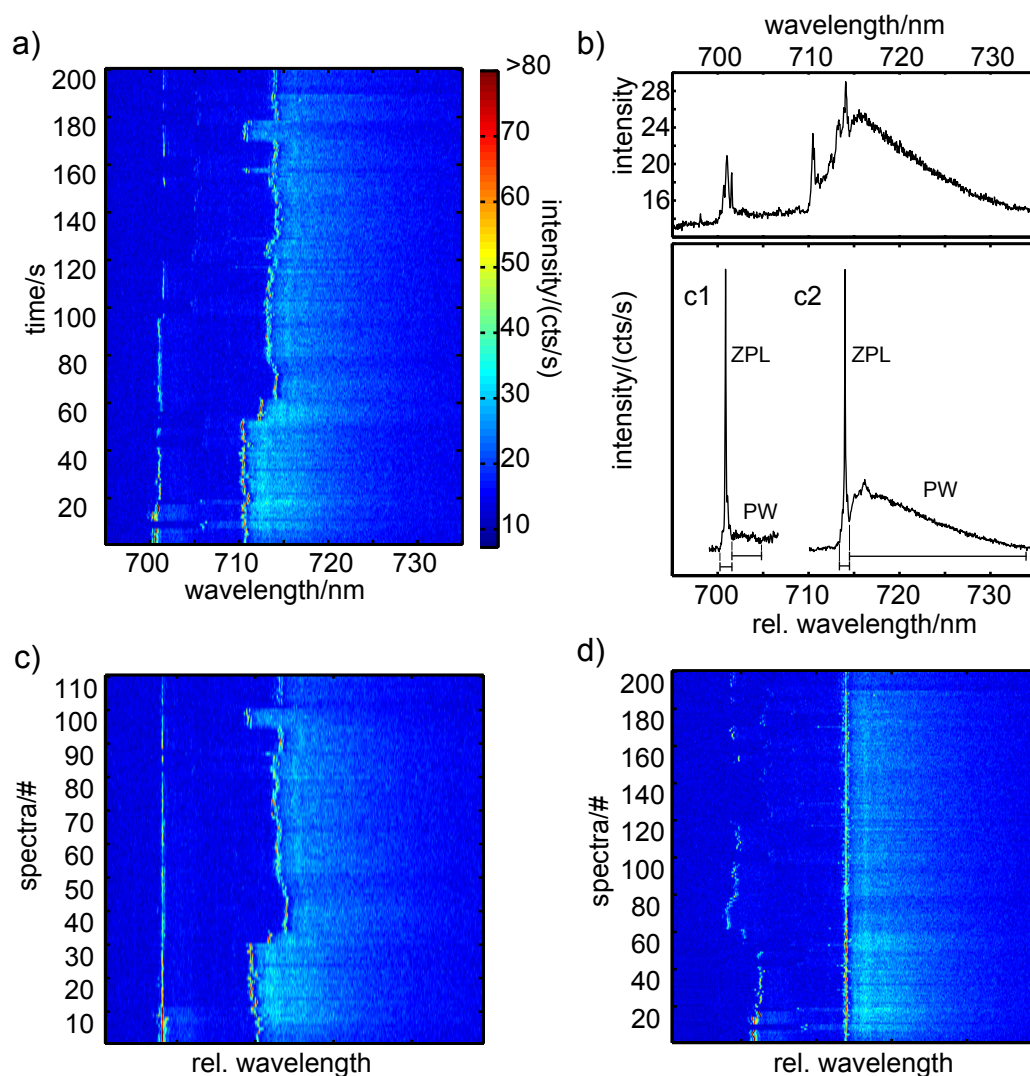 a)
200
180
160
140
120
100
80
60
40
20
time/s
700
710
720
730
wavelength/nm
>80
70
60
50
40
30
20
10
intensity/(cts/s)
b)
wavelength/nm
700
710
720
730
28
24
20
16
intensity
c1
c2
ZPL
ZPL
PW
PW
intensity/(cts/s)
700
710
720
730
rel. wavelength/nm
c)
110
100
90
80
70
60
50
40
30
20
10
spectra/#
rel. wavelength
d)
200
180
160
140
120
100
80
60
40
20
spectra/#
rel. wavelength